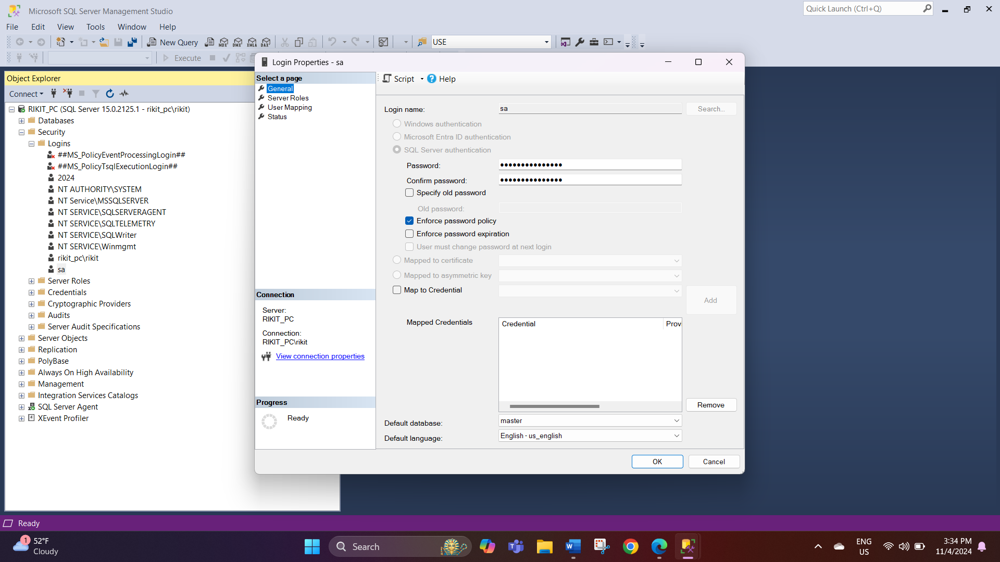 Microsoft SQL Server Management Studio
Quick Launch (Ctrl+Q)
File Edit View Tools Window Help
New Query MDX DMX XMLA DAX USE
Execute
Object Explorer
Connect
RIKIT_PC (SQL Server 15.0.2125.1 - rikit_pc\rikit)
Databases
Security
Logins
##MS_PolicyEventProcessingLogin##
##MS_PolicyTsqlExecutionLogin##
2024
NT AUTHORITY\SYSTEM
NT Service\MSSQLSERVER
NT SERVICE\SQLSERVERAGENT
NT SERVICE\SQLTELEMETRY
NT SERVICE\SQLWriter
NT SERVICE\Winmgmt
rikit_pc\rikit
sa
Server Roles
Credentials
Cryptographic Providers
Audits
Server Audit Specifications
Server Objects
Replication
PolyBase
Always On High Availability
Management
Integration Services Catalogs
SQL Server Agent
XEvent Profiler
Login Properties - sa
Select a page
General
Server Roles
User Mapping
Status
Connection
Server:
RIKIT_PC
Connection:
RIKIT_PC\rikit
View connection properties
Progress
Ready
Script Help
Login name: sa Search...
Windows authentication
Microsoft Entra ID authentication
SQL Server authentication
Password: ●●●●●●●●●●●●●●●
Confirm password: ●●●●●●●●●●●●●●●
Specify old password
Old password:
Enforce password policy
Enforce password expiration
User must change password at next login
Mapped to certificate
Mapped to asymmetric key
Map to Credential
Add
Mapped Credentials Credential Provi
Remove
Default database: master
Default language: English - us_english
OK Cancel
Ready
1
52°F
Cloudy
Search
ENG
US
3:34 PM
11/4/2024